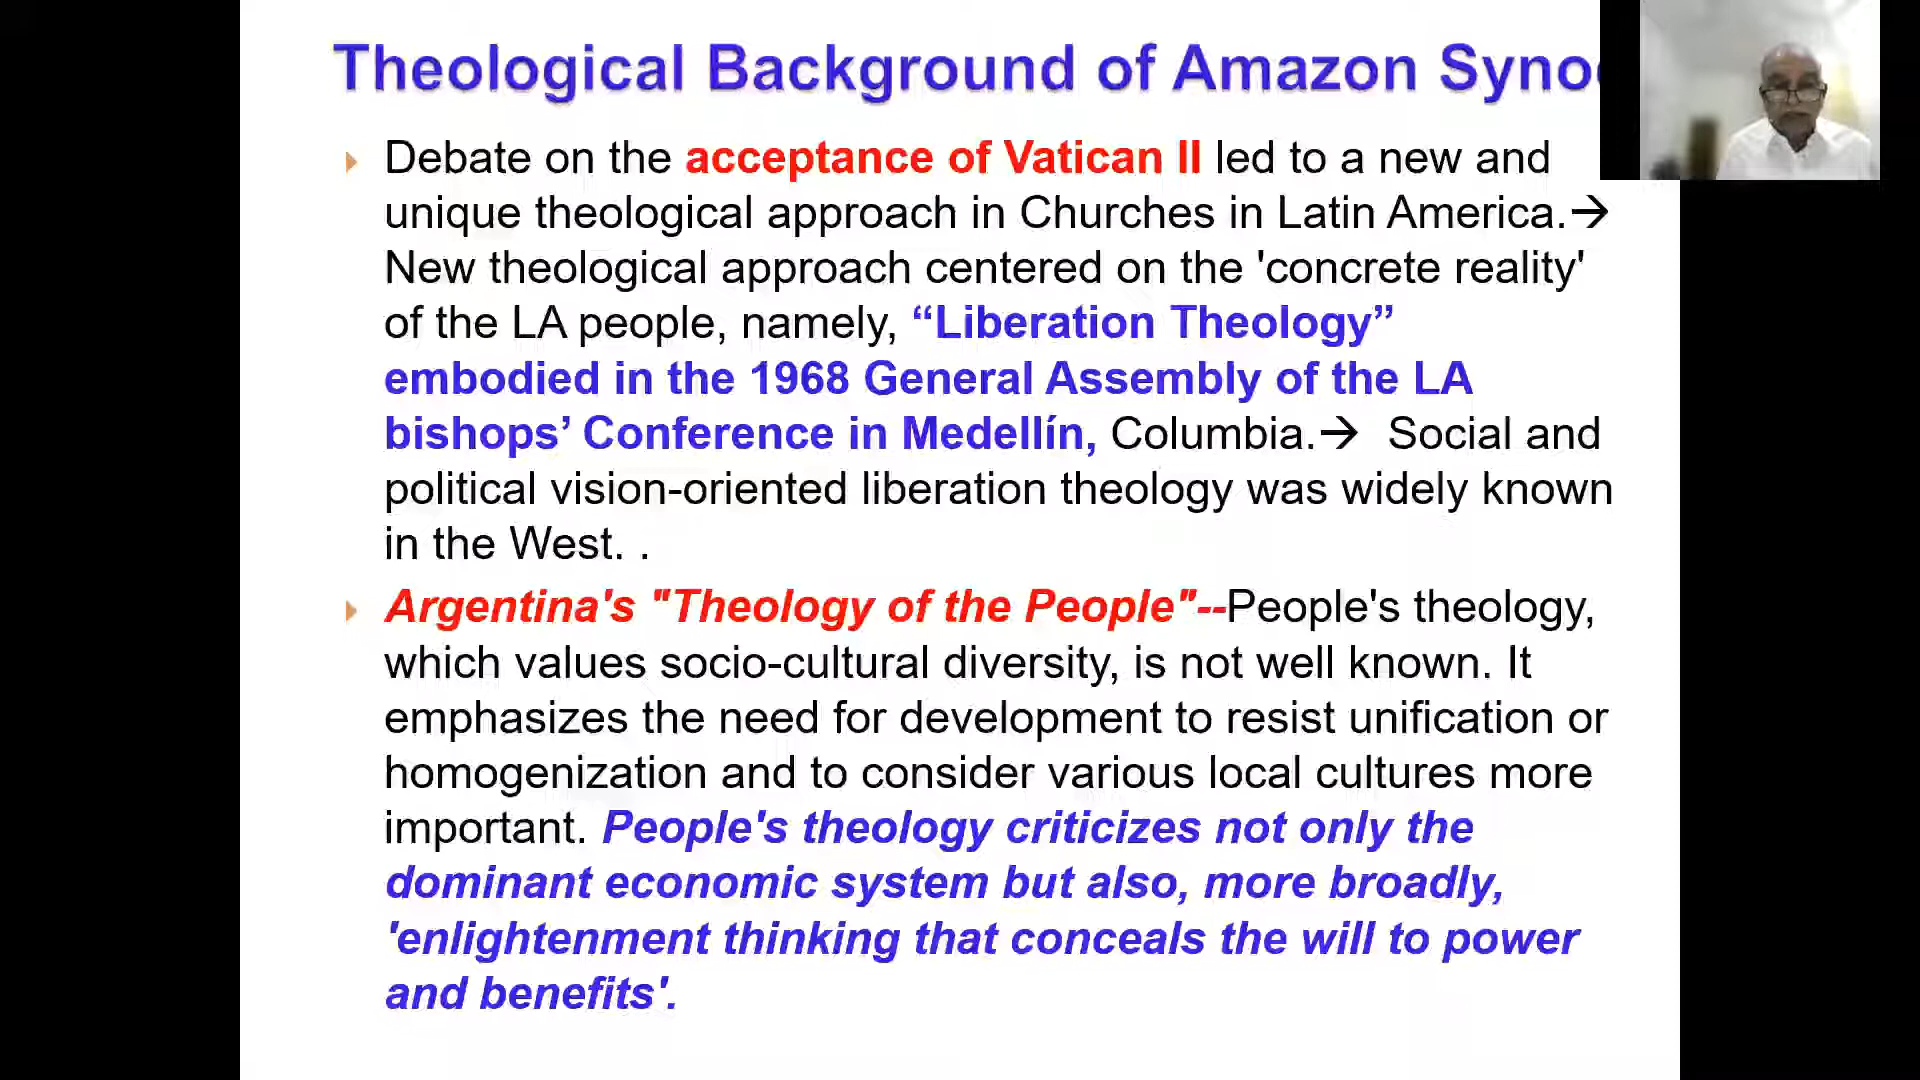 Theological Background of Amazon
Debate on the acceptance of Vatican II led to a new and
unique theological approach in Churches in Latin America.→
New theological approach centered on the 'concrete reality'
of the LA people, namely, “Liberation Theology”
embodied in the 1968 General Assembly of the LA
bishops’ Conference in Medellín, Columbia.→ Social and
political vision-oriented liberation theology was widely known
in the West. .
Argentina's "Theology of the People"--People's theology,
which values socio-cultural diversity, is not well known. It
emphasizes the need for development to resist unification or
homogenization and to consider various local cultures more
important. People's theology criticizes not only the
dominant economic system but also, more broadly,
'enlightenment thinking that conceals the will to power
and benefits'.